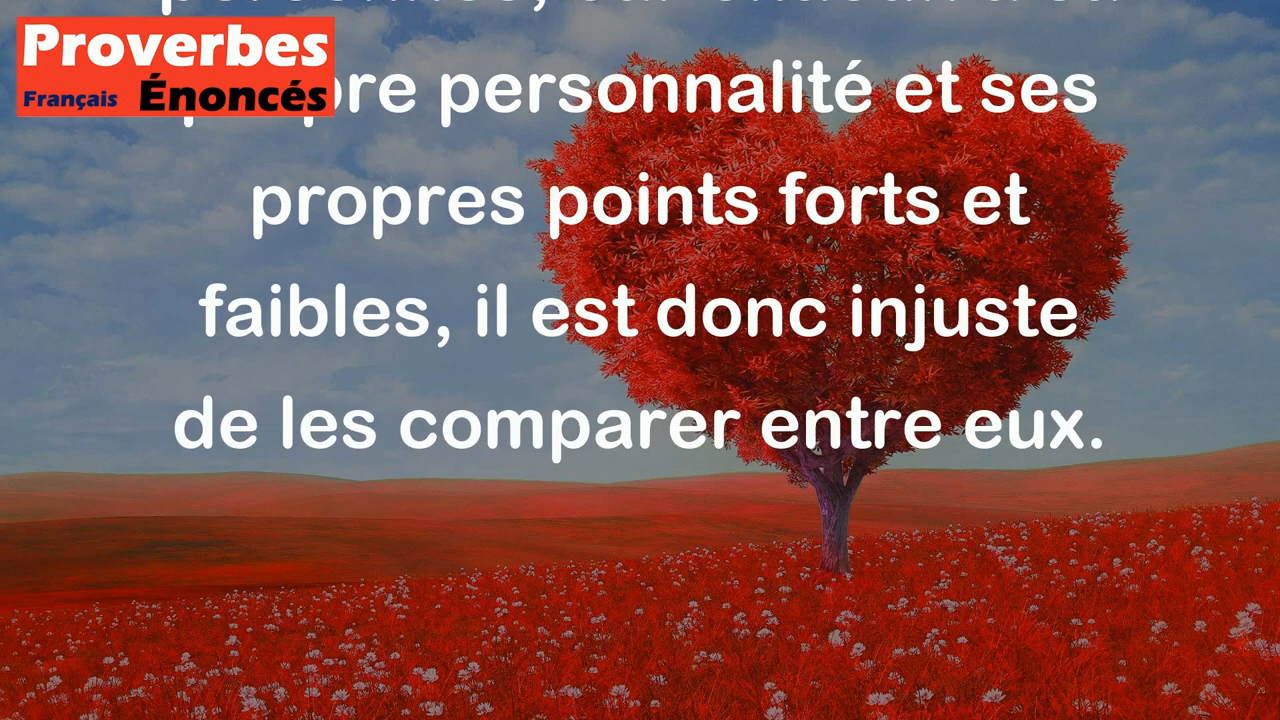 Proverbes
Français Énoncés
personnalité et ses
propres points forts et
faibles, il est donc injuste
de les comparer entre eux.